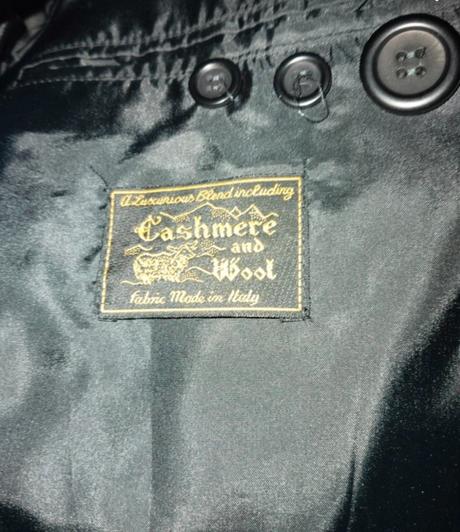 A Luxurious Blend including
Cashmere
and
Wool
Fabric Made in Italy